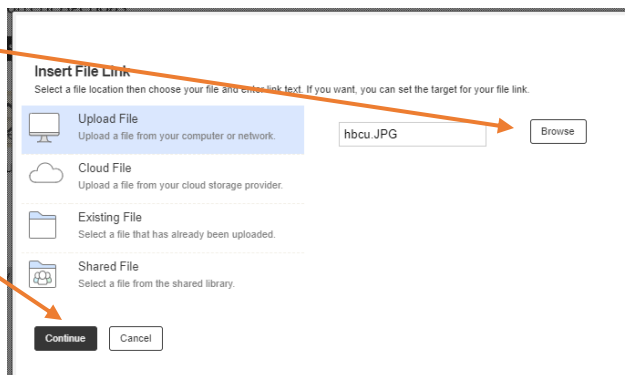 Insert File Link
Select a file location then choose your file and enter link text. If you want, you can set the target for your file link.
Upload File
Upload a file from your computer or network.
hbcu.JPG
Browse
Cloud File
Upload a file from your cloud storage provider.
Existing File
Select a file that has already been uploaded.
Shared File
Select a file from the shared library.
Continue
Cancel